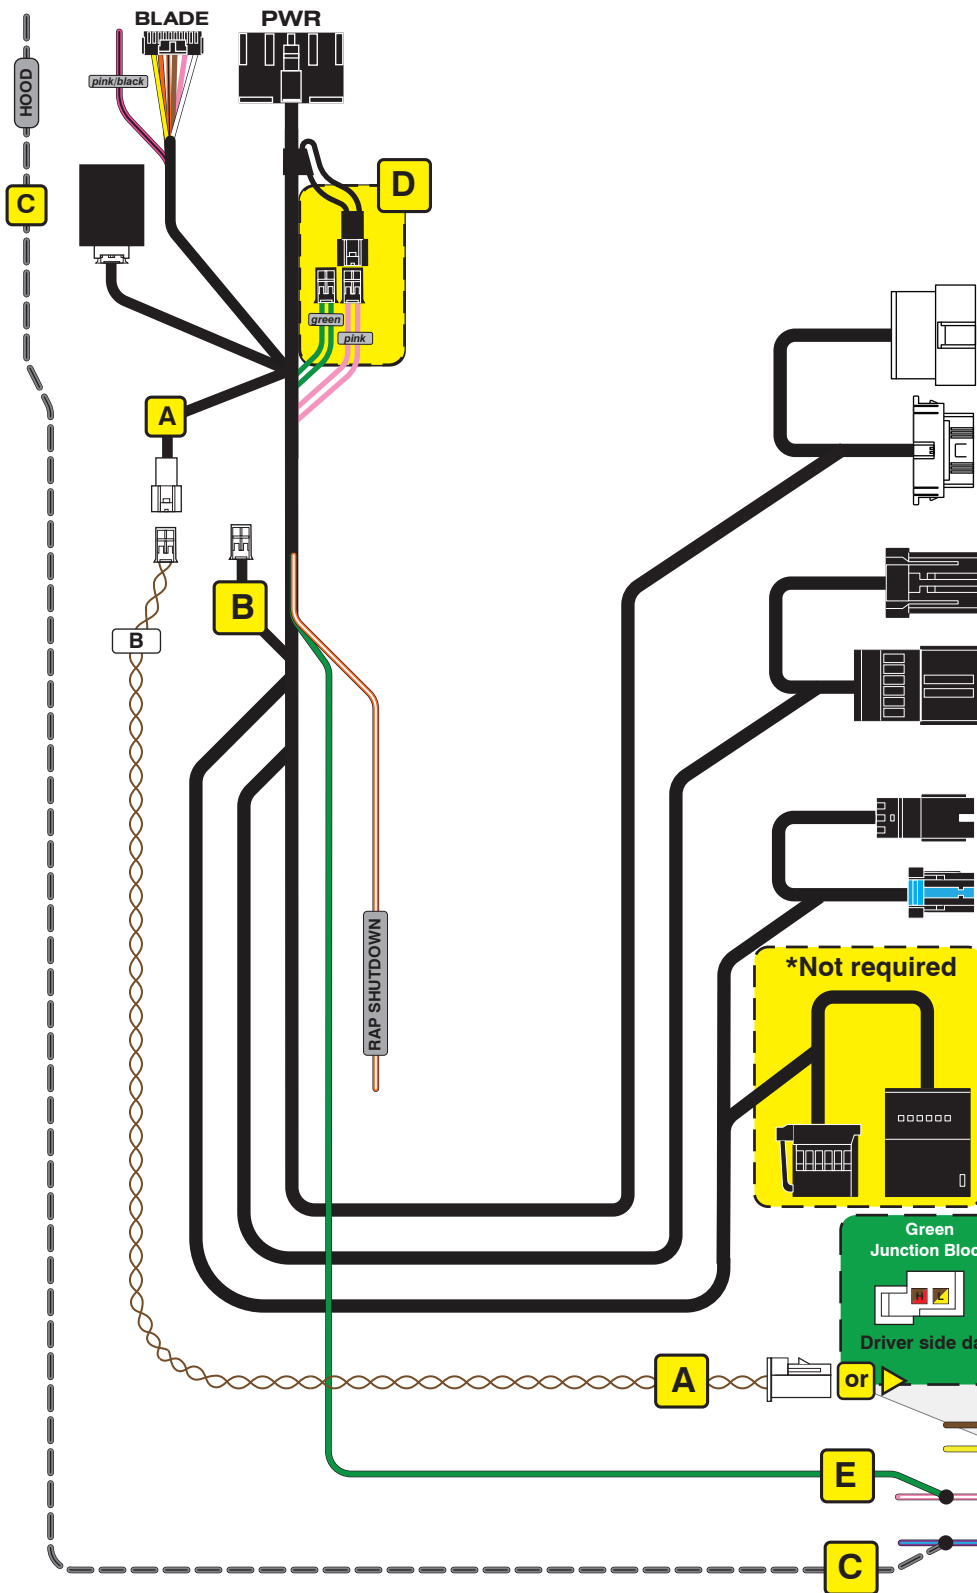 BLADE
PWR
HOOD
pink/black
C
D
green
pink
A
B
B
RAP SHUTDOWN
*Not required
Green
Junction Bloc
H L
Driver side da
A
or
E
C